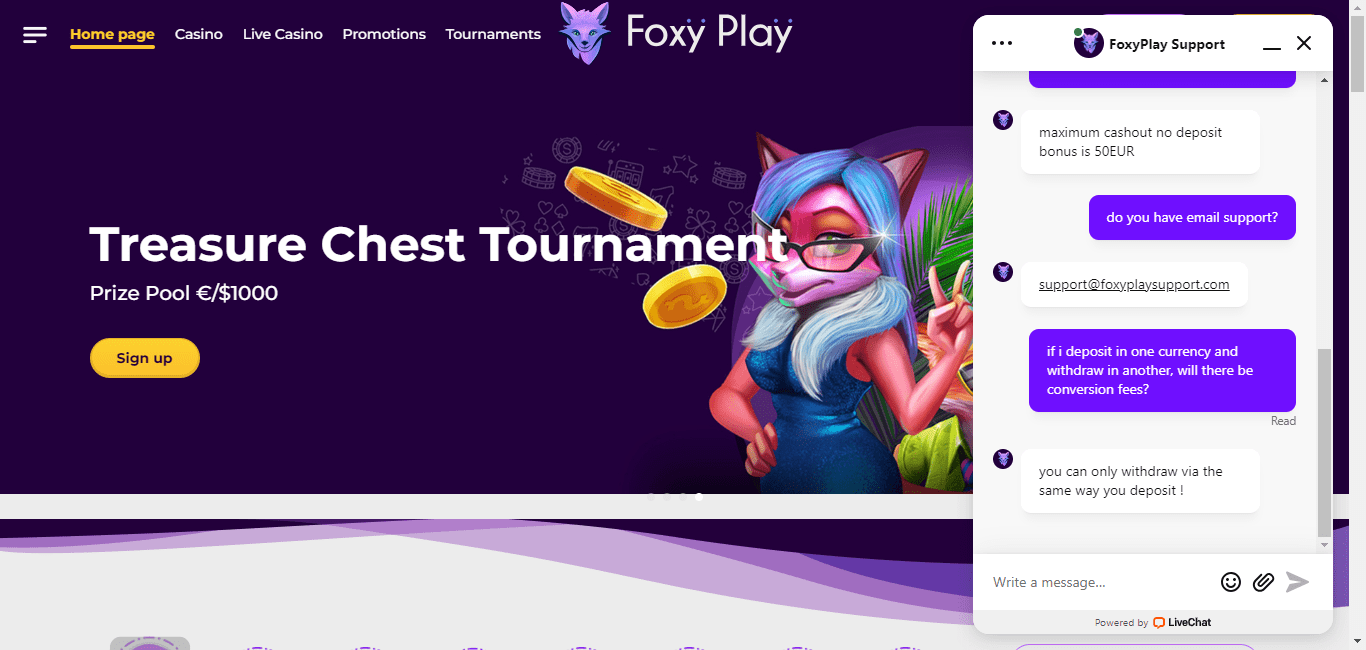 Home page Casino Live Casino Promotions Tournaments Foxy Play
Treasure Chest Tournament
Prize Pool €/$1000
Sign up
FoxyPlay Support
maximum cashout no deposit
bonus is 50EUR
do you have email support?
support@foxyplaysupport.com
if i deposit in one currency and
withdraw in another, will there be
conversion fees?
Read
you can only withdraw via the
same way you deposit !
Write a message...
Powered by LiveChat